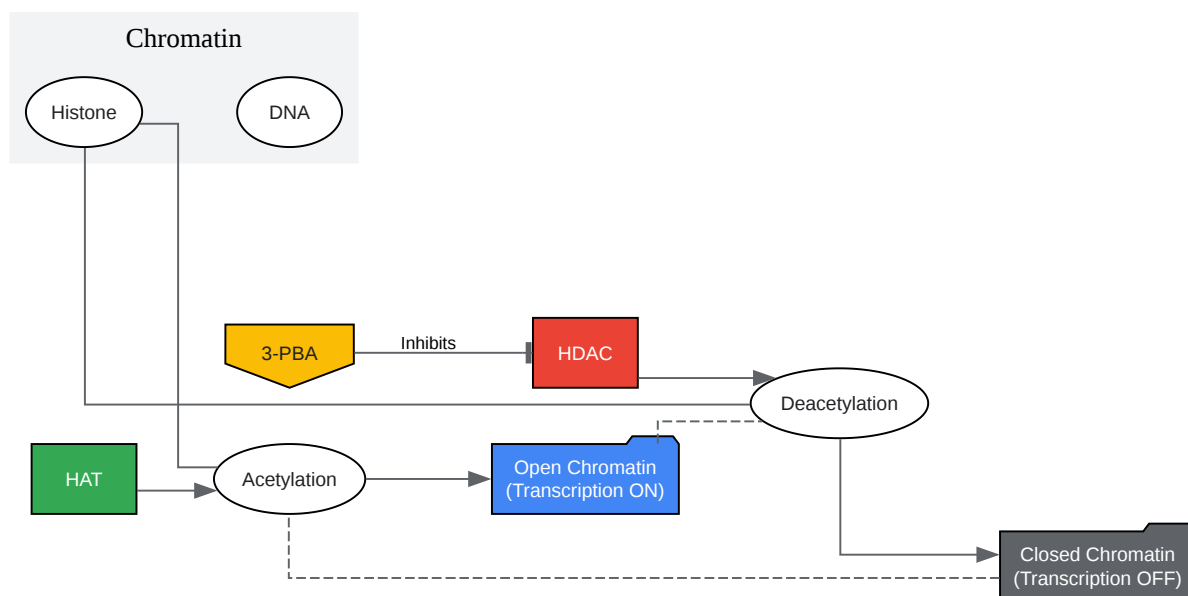 Chromatin
Histone
DNA
3-PBA
Inhibits
HDAC
Deacetylation
HAT
Acetylation
Open Chromatin
(Transcription ON)
Closed Chromatin
(Transcription OFF)